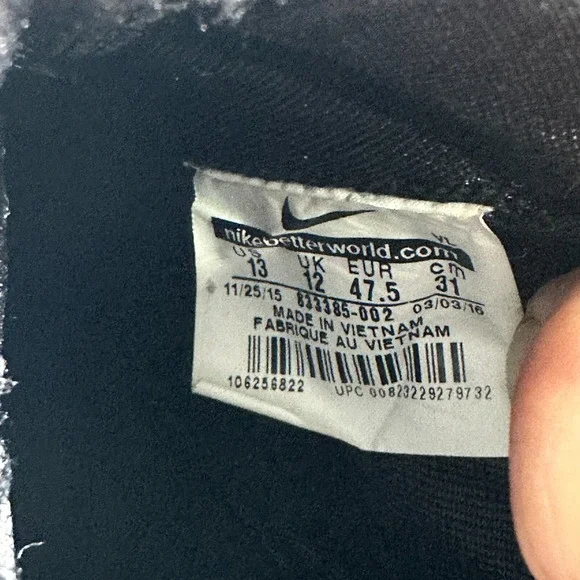 VL
nikebetterworld.com
US UK EUR cm
13 12 47.5 31
11/25/15 833385-002 03/03/16
MADE IN VIETNAM
FABRIQUE AU VIETNAM
106256822 UPC 00823229279732